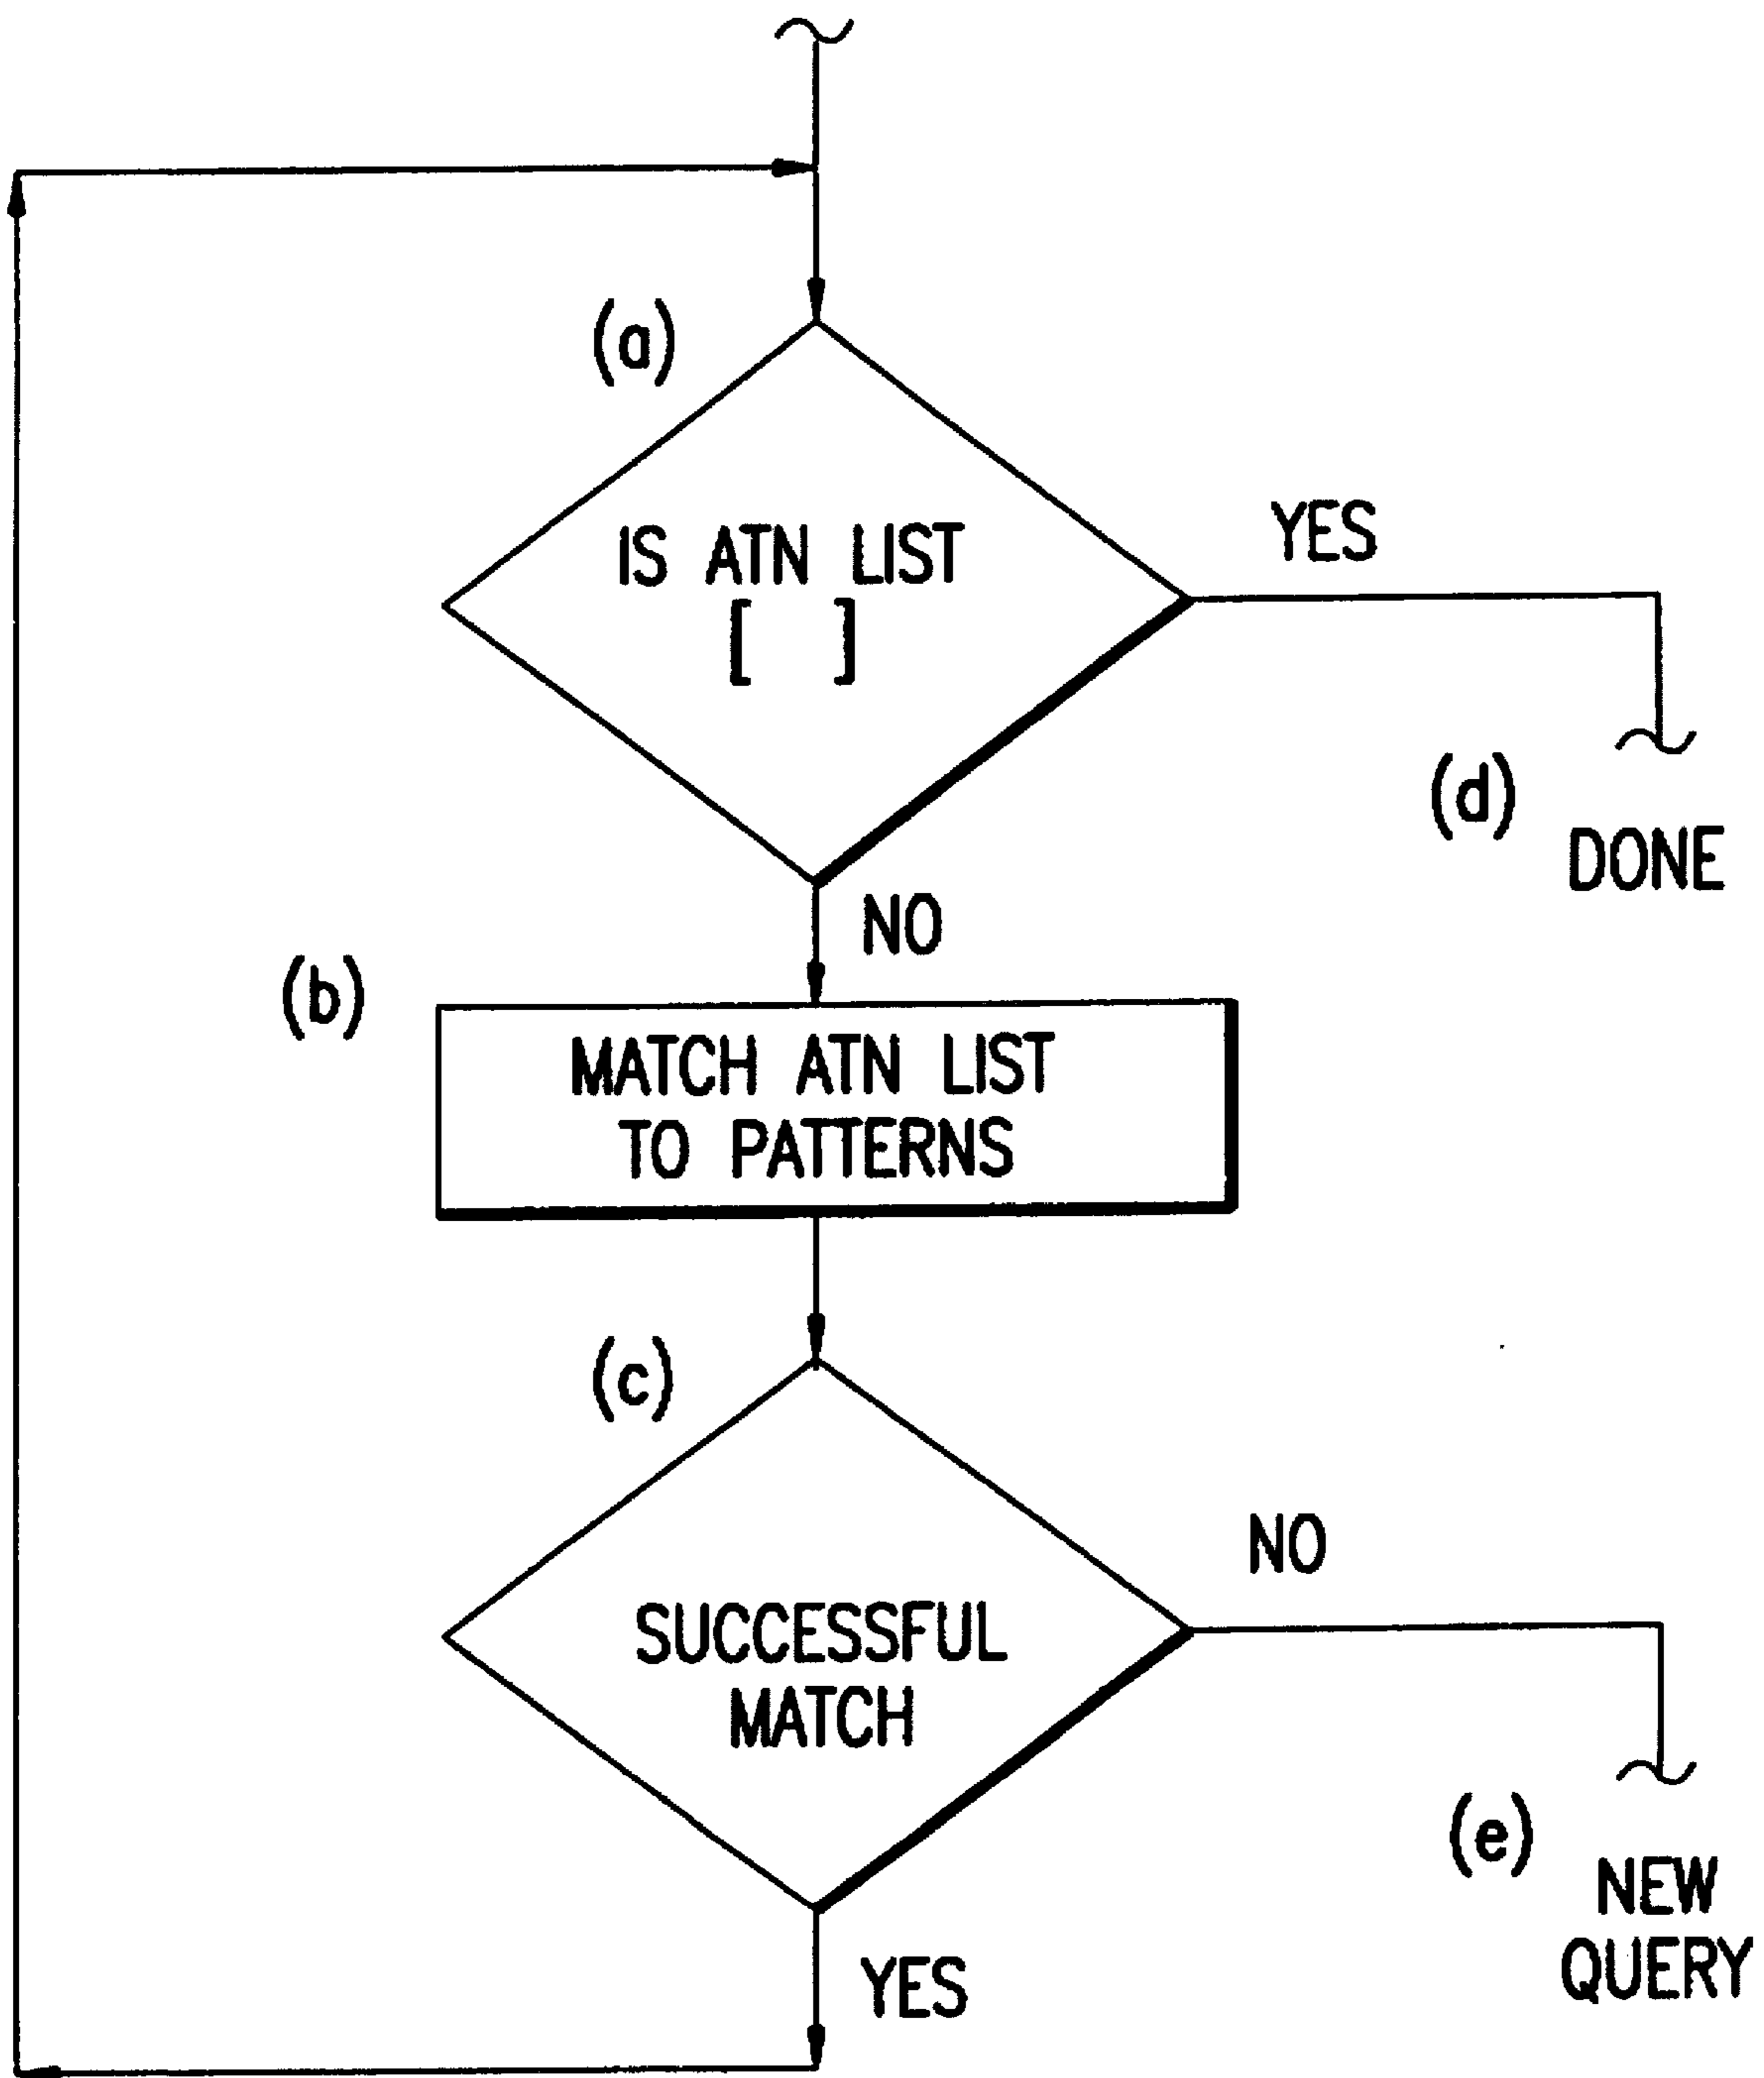 (a)
IS ATN LIST
[ ]
YES
(d)
DONE
NO
(b)
MATCH ATN LIST
TO PATTERNS
(c)
SUCCESSFUL
MATCH
NO
(e)
NEW
QUERY
YES